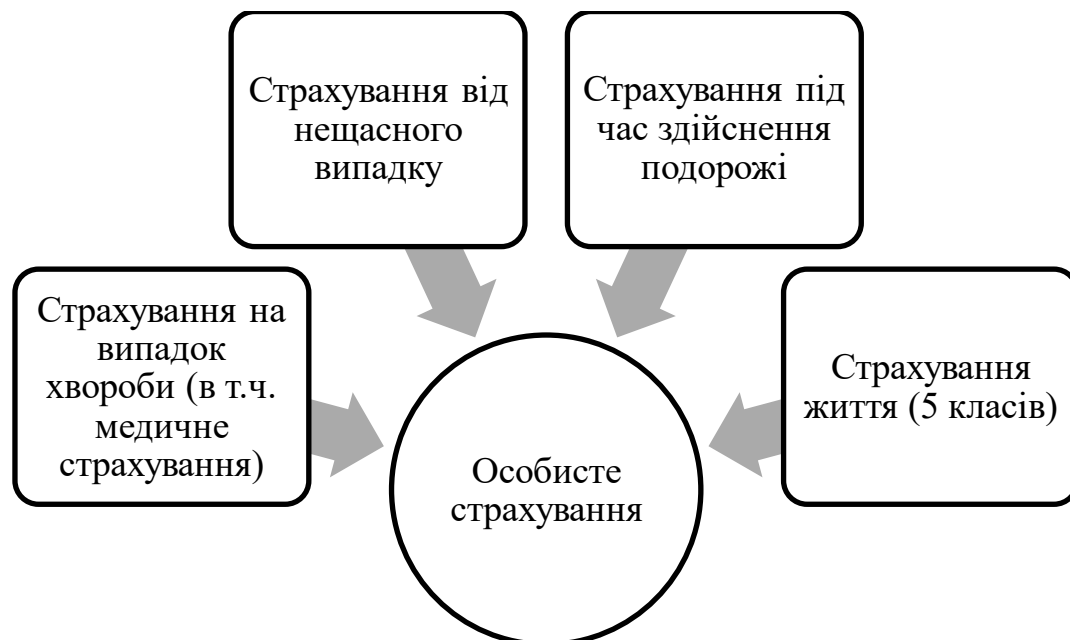 Страхування від
нещасного
випадку
Страхування під
час здійснення
подорожі
Страхування на
випадок
хвороби (в т.ч.
медичне
страхування)
Страхування
життя (5 класів)
Особисте
страхування